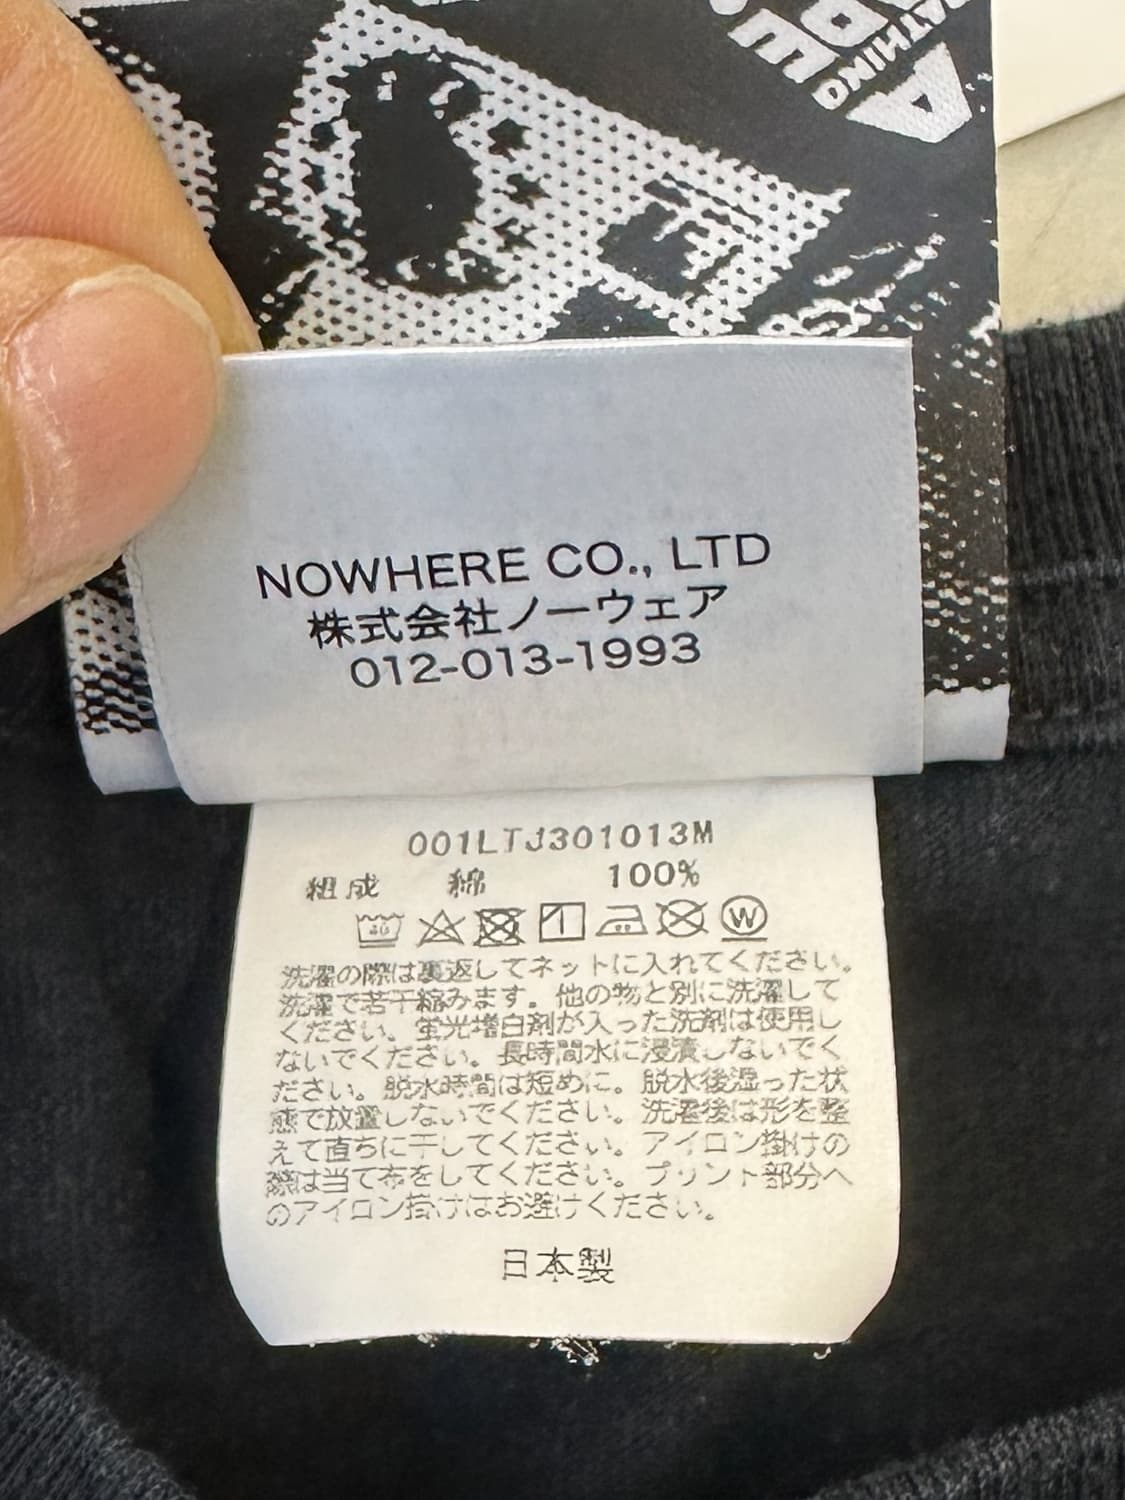 BATHING
A
APE
NOWHERE CO., LTD
株式会社ノーウェア
012-013-1993
001LTJ301013M
組成 綿 100%
40
W
洗濯の際は裏返してネットに入れてください。
洗濯で若干縮みます。他の物と別に洗濯して
ください。蛍光増白剤が入った洗剤は使用し
ないでください。長時間水に浸漬しないでく
ださい。脱水時間は短めに。脱水後湿った状
態で放置しないでください。洗濯後は形を整
えて直ちに干してください。アイロン掛けの
際は当て布をしてください。プリント部分へ
のアイロン掛けはお避けください。
日本製